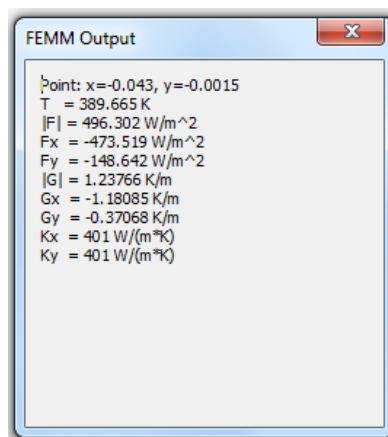 FEMM Output
Point: x=-0.043, y=-0.0015
T = 389.665 K
|F| = 496.302 W/m^2
Fx = -473.519 W/m^2
Fy = -148.642 W/m^2
|G| = 1.23766 K/m
Gx = -1.18085 K/m
Gy = -0.37068 K/m
Kx = 401 W/(m*K)
Ky = 401 W/(m*K)